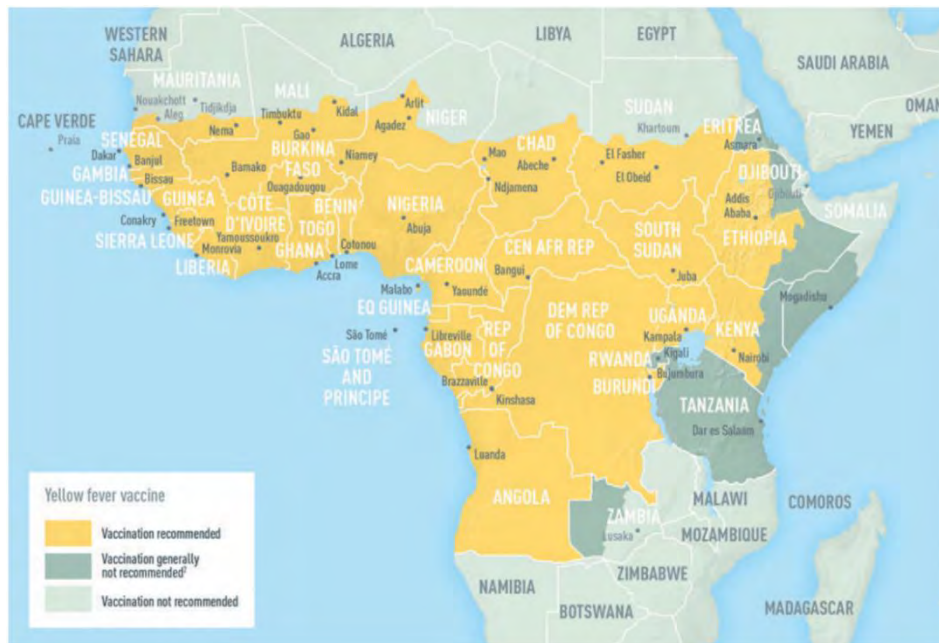 WESTERN
SAHARA
ALGERIA
LIBYA
EGYPT
SAUDI ARABIA
OMAN
YEMEN
MAURITANIA
Nouakchott
Tidjikdja
Aleg
MALI
Timbuktu
Kidal
Nema
Gao
Arlit
Agadez
NIGER
CHAD
Mao
Abeche
Ndjamena
SUDAN
Khartoum
El Fasher
El Obeid
ERITREA
Asmara
DJIBOUTI
Djibouti
CAPE VERDE
Praia
SENEGAL
Dakar
Banjul
GAMBIA
Bissau
GUINEA-BISSAU
GUINEA
Conakry
Freetown
SIERRA LEONE
Monrovia
LIBERIA
Bamako
BURKINA
FASO
Ouagadougou
Niamey
CÔTE
D'IVOIRE
Yamoussoukro
GHANA
Accra
TOGO
Lome
BENIN
Cotonou
NIGERIA
Abuja
CAMEROON
Yaoundé
Malabo
EQ GUINEA
CEN AFR REP
Bangui
SOUTH
SUDAN
Juba
Addis
Ababa
ETHIOPIA
SOMALIA
Mogadishu
São Tomé
SÃO TOMÉ
AND
PRINCIPE
Libreville
GABON
REP
OF
CONGO
Brazzaville
Kinshasa
DEM REP
OF CONGO
UGANDA
Kampala
KENYA
Nairobi
RWANDA
Kigali
BURUNDI
Bujumbura
TANZANIA
Dar es Salaam
Luanda
ANGOLA
ZAMBIA
Lusaka
MALAWI
MOZAMBIQUE
COMOROS
ZIMBABWE
NAMIBIA
BOTSWANA
MADAGASCAR
Yellow fever vaccine
Vaccination recommended
Vaccination generally
not recommended²
Vaccination not recommended